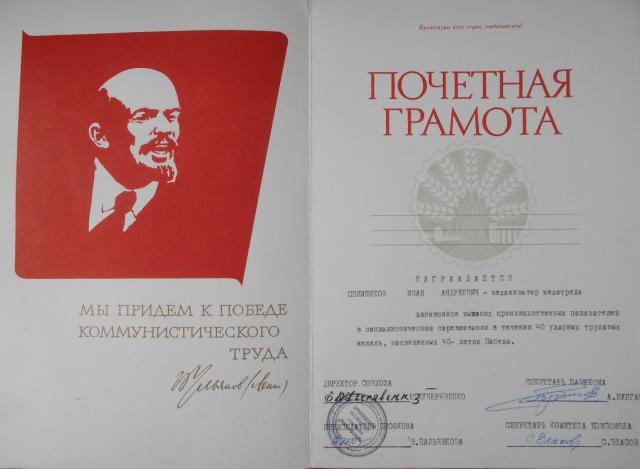 МЫ ПРИДЕМ К ПОБЕДЕ
КОММУНИСТИЧЕСКОГО
ТРУДА
В Ульянов (Ленин)
Пролетарии всех стран, соединяйтесь!
ПОЧЕТНАЯ
ГРАМОТА
НАГРАЖДАЕТСЯ
ИВАН АНДРЕЕВИЧ – механизатор мехотряда
добившийся высоких производственных показателей
в социалистическом соревновании в течении 40 ударных трудовых
недель, посвященных 40-летию Победы.
ДИРЕКТОР СОВХОЗА
СЕКРЕТАРЬ ПАРТКОМА
ПРЕДСЕДАТЕЛЬ ПРОФКОМА
В.ПАЛЬЧИКОВА
СЕКРЕТАРЬ КОМИТЕТА КОМСОМОЛА
С.Власов С.ВЛАСОВ